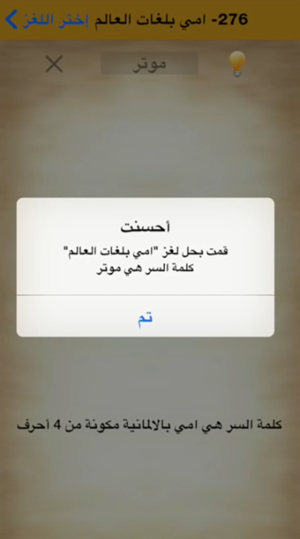 276- امي بلغات العالم إختر اللغز
موتر
أحسنت
قمت بحل لغز "امي بلغات العالم"
كلمة السر هي موتر
تم
كلمة السر هي امي بالالمانية مكونة من 4 أحرف